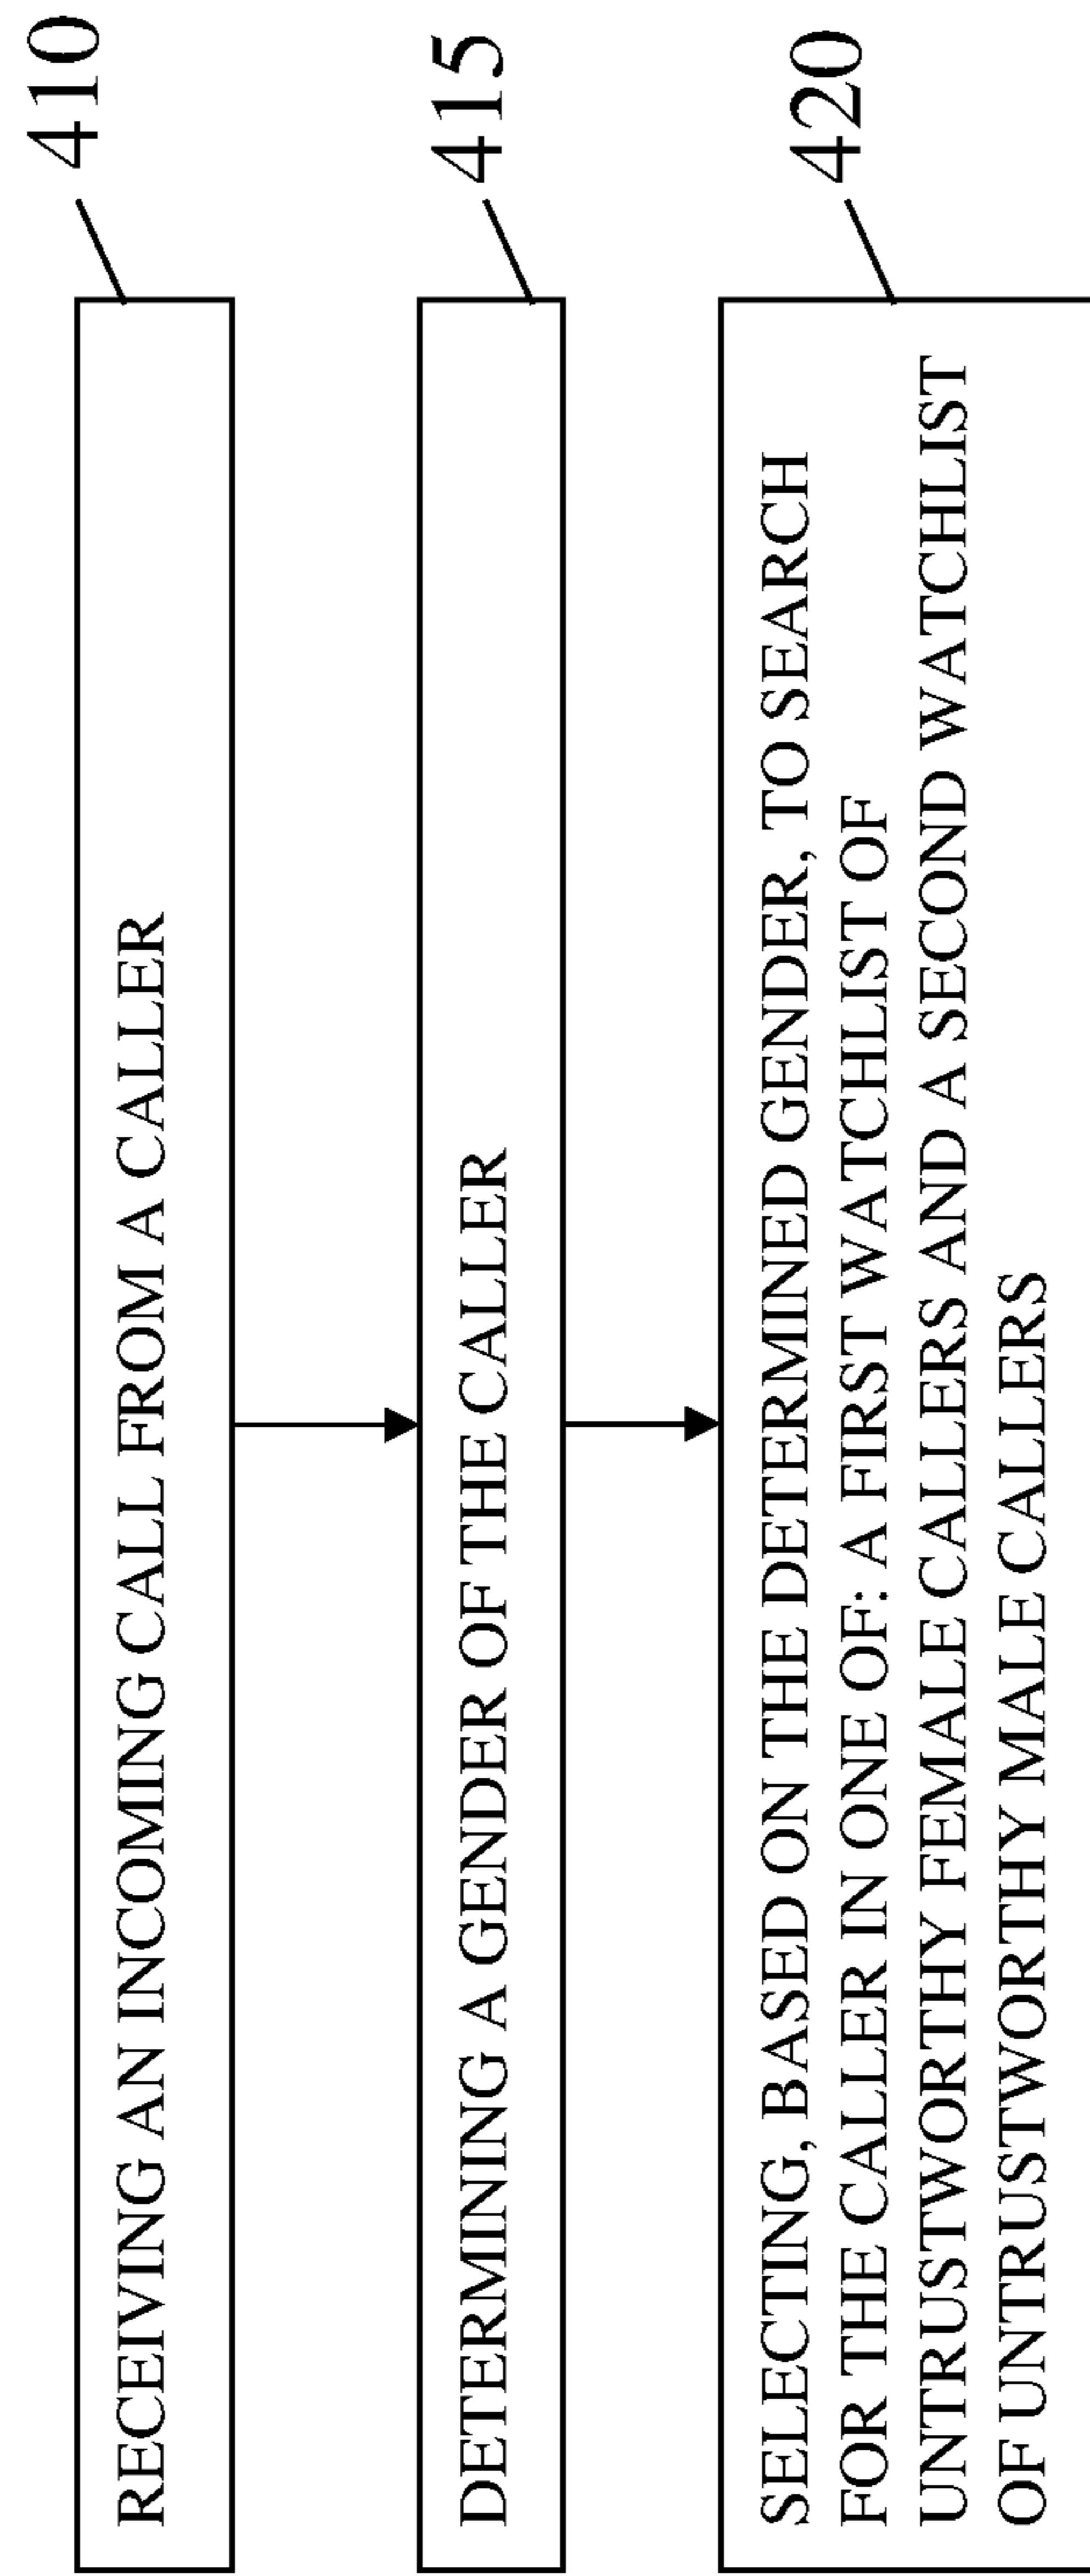 RECEIVING AN INCOMING CALL FROM A CALLER
410
DETERMINING A GENDER OF THE CALLER
415
SELECTING, BASED ON THE DETERMINED GENDER, TO SEARCH
FOR THE CALLER IN ONE OF: A FIRST WATCHLIST OF
UNTRUSTWORTHY FEMALE CALLERS AND A SECOND WATCHLIST
OF UNTRUSTWORTHY MALE CALLERS
420